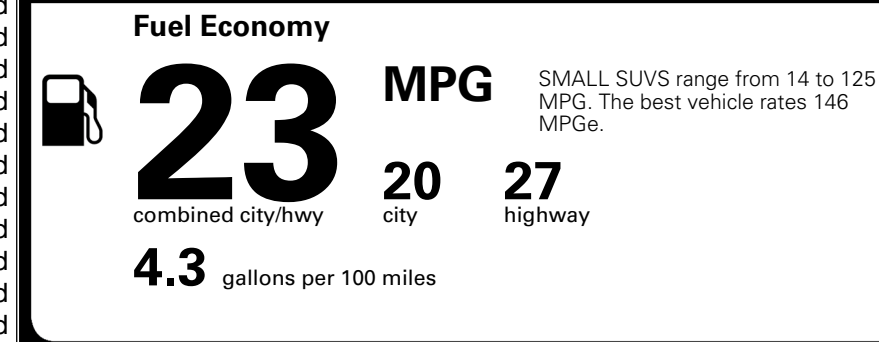 d
d
d
d
d
d
d
d
d
d
d
Fuel Economy
23
MPG
SMALL SUVS range from 14 to 125
MPG. The best vehicle rates 146
MPGe.
20
27
combined city/hwy
city
highway
4.3 gallons per 100 miles